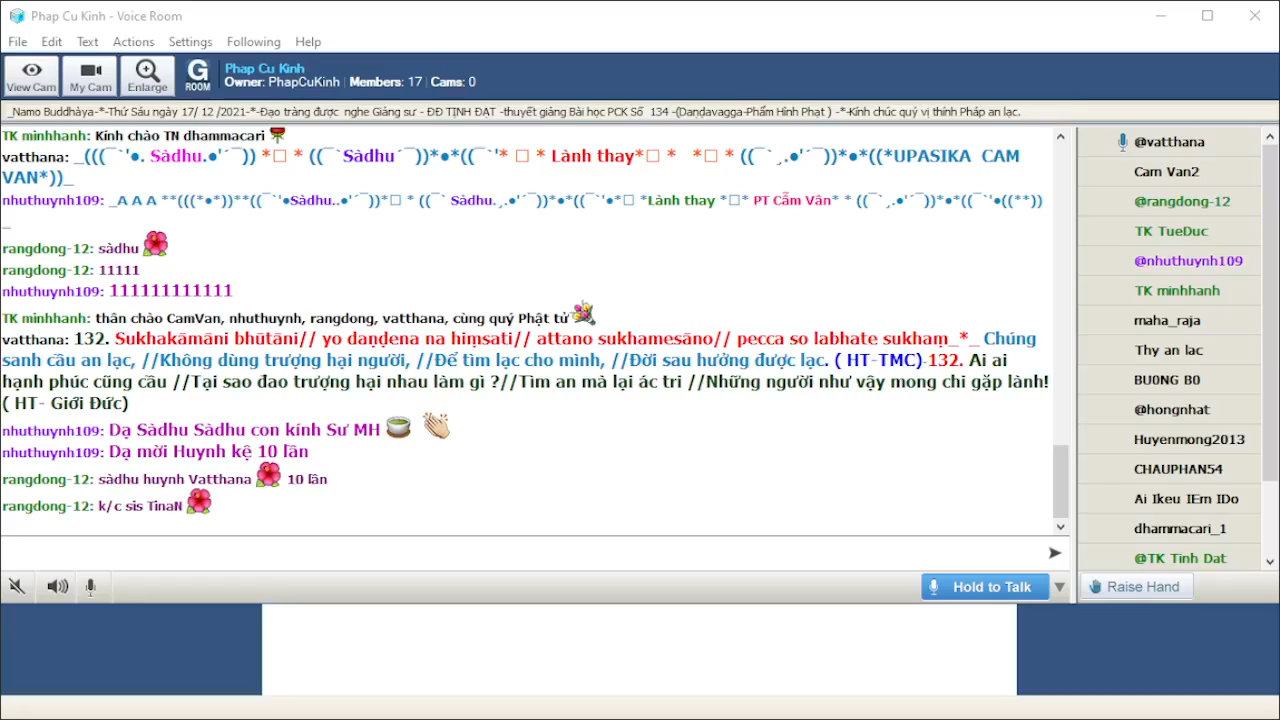 Phap Cu Kinh - Voice Room
File Edit Text Actions Settings Following Help
View Cam My Cam Enlarge G ROOM
Phap Cu Kinh
Owner: PhapCuKinh Members: 17 Cams: 0
_Namo Buddhàya-*-Thứ Sáu ngày 17/ 12 /2021-*-Đạo tràng được nghe Giảng sư - ĐĐ TỊNH ĐẠT -thuyết giảng Bài học PCK Số 134 -(Daṇḍavagga-Phẩm Hình Phạt ) -*-Kính chúc quý vị thính Pháp an lạc.
TK minhhanh: Kính chào TN dhammacari
vatthana: _(((¯`'●. Sàdhu.●'´¯)) *□ * ((¯`Sàdhu´¯))*●*((¯`'* □ * Lành thay*□ * *□ * ((¯`¸.●'´¯))*●*((*UPASIKA CAM
VAN*))_
nhuthuynh109: _A A A **(((*●*))**((¯`'●Sàdhu..●'´¯))*□ * ((¯` Sàdhu.¸.●'´¯))*●*((¯`'●*□ *Lành thay *□* PT Cẩm Vân* * ((¯`¸.●'´¯))*●*((¯`'●((**))
_
rangdong-12: sàdhu
rangdong-12: 11111
nhuthuynh109: 111111111111
TK minhhanh: thân chào CamVan, nhuthuynh, rangdong, vatthana, cùng quý Phật tử
vatthana: 132. Sukhakāmāni bhūtāni// yo daṇḍena na hiṃsati// attano sukhamesāno// pecca so labhate sukhaṃ_*_ Chúng
sanh cầu an lạc, //Không dùng trượng hại người, //Để tìm lạc cho mình, //Đời sau hưởng được lạc. ( HT-TMC)-132. Ai ai
hạnh phúc cũng cầu //Tại sao đao trượng hại nhau làm gì ?//Tìm an mà lại ác tri //Những người như vậy mong chi gặp lành!
( HT- Giới Đức)
nhuthuynh109: Dạ Sàdhu Sàdhu con kính Sư MH
nhuthuynh109: Dạ mời Huynh kệ 10 lần
rangdong-12: sàdhu huynh Vatthana 10 lần
rangdong-12: k/c sis TinaN
@vatthana
Cam Van2
@rangdong-12
TK TueDuc
@nhuthuynh109
TK minhhanh
maha_raja
Thy an lac
BU0NG B0
@hongnhat
Huyenmong2013
CHAUPHAN54
Ai Ikeu IEm IDo
dhammacari_1
@TK Tinh Dat
Hold to Talk
Raise Hand